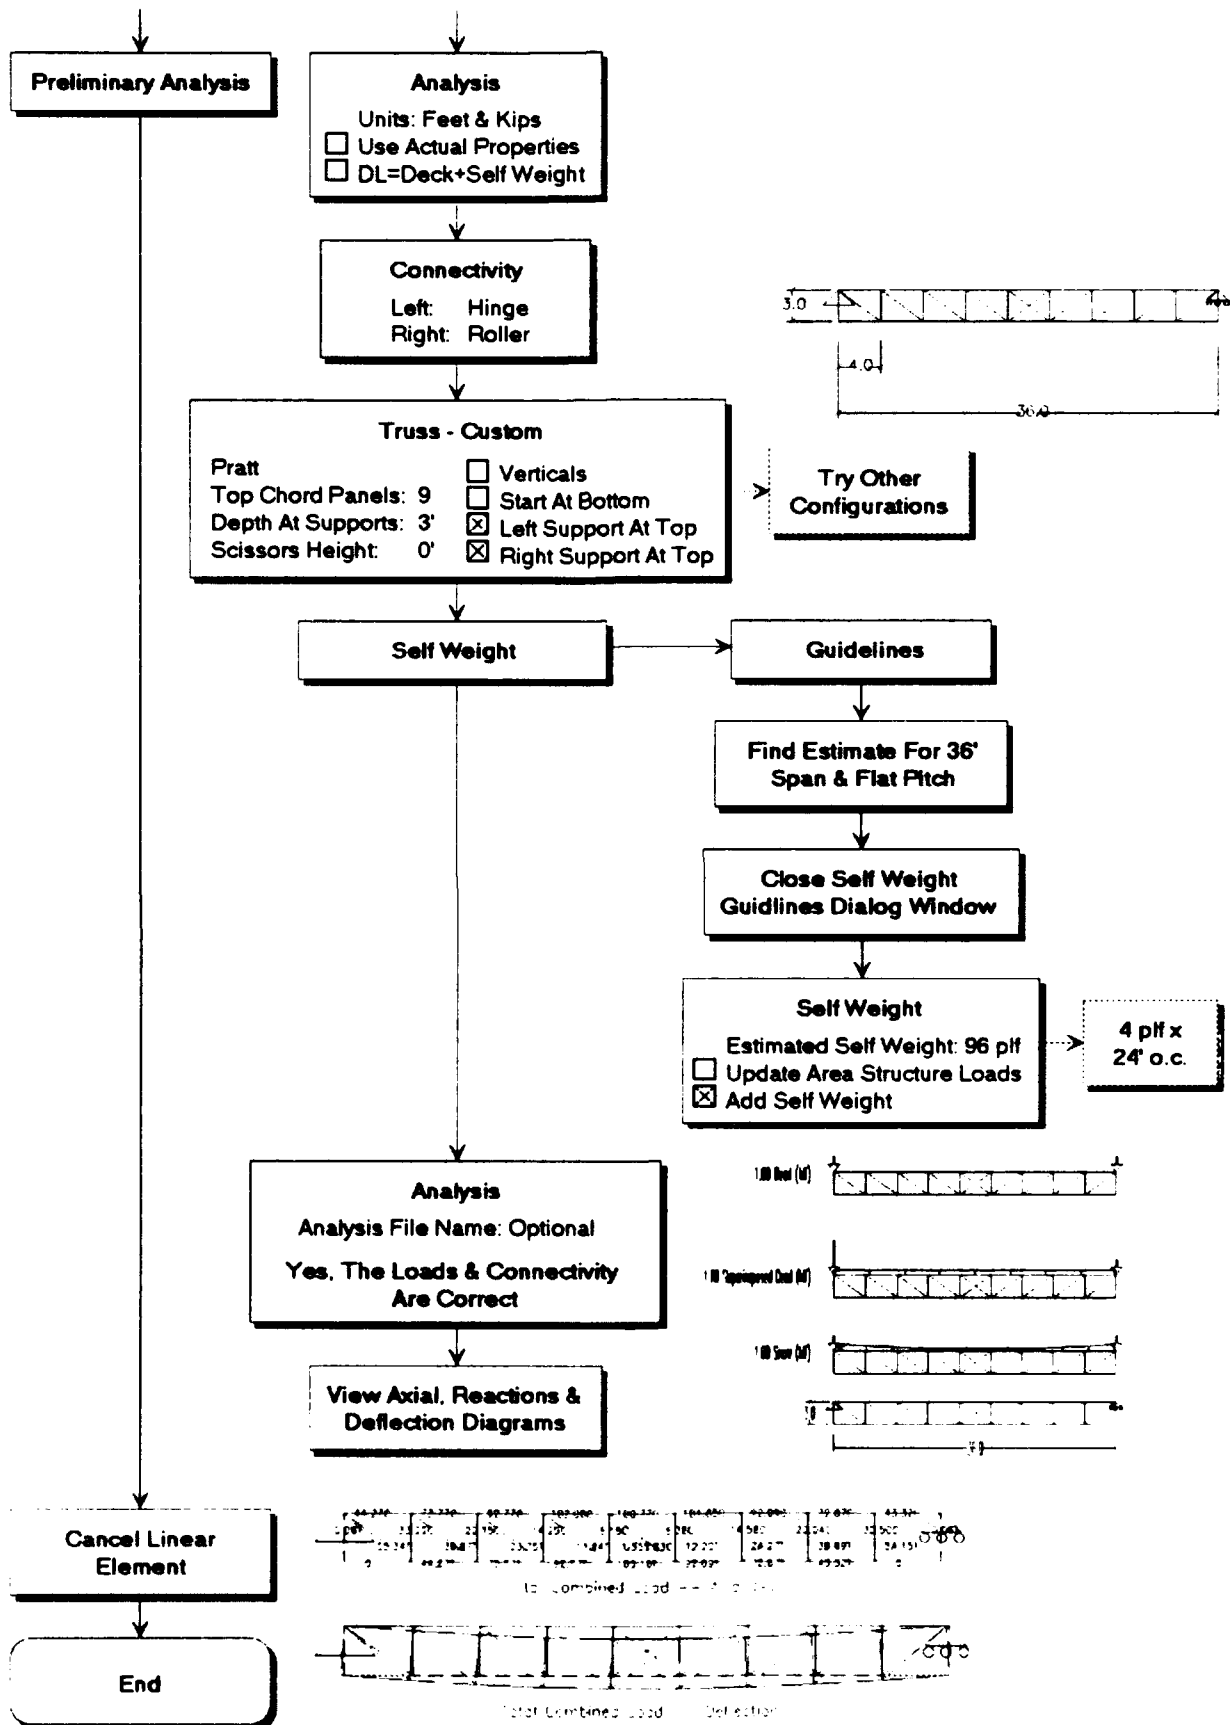 Preliminary Analysis
Analysis
Units: Feet & Kips
Use Actual Properties
DL=Deck+Self Weight
Connectivity
Left: Hinge
Right: Roller
3.0
4.0
36.0
Truss - Custom
Pratt
Top Chord Panels: 9
Depth At Supports: 3'
Scissors Height: 0'
Verticals
Start At Bottom
Left Support At Top
Right Support At Top
Try Other
Configurations
Self Weight
Guidelines
Find Estimate For 36'
Span & Flat Pitch
Close Self Weight
Guidlines Dialog Window
Self Weight
Estimated Self Weight: 96 plf
Update Area Structure Loads
Add Self Weight
4 plf x
24' o.c.
Analysis
Analysis File Name: Optional
Yes, The Loads & Connectivity
Are Correct
View Axial, Reactions &
Deflection Diagrams
Cancel Linear
Element
End
Combined Load
Total Combined Load Deflection